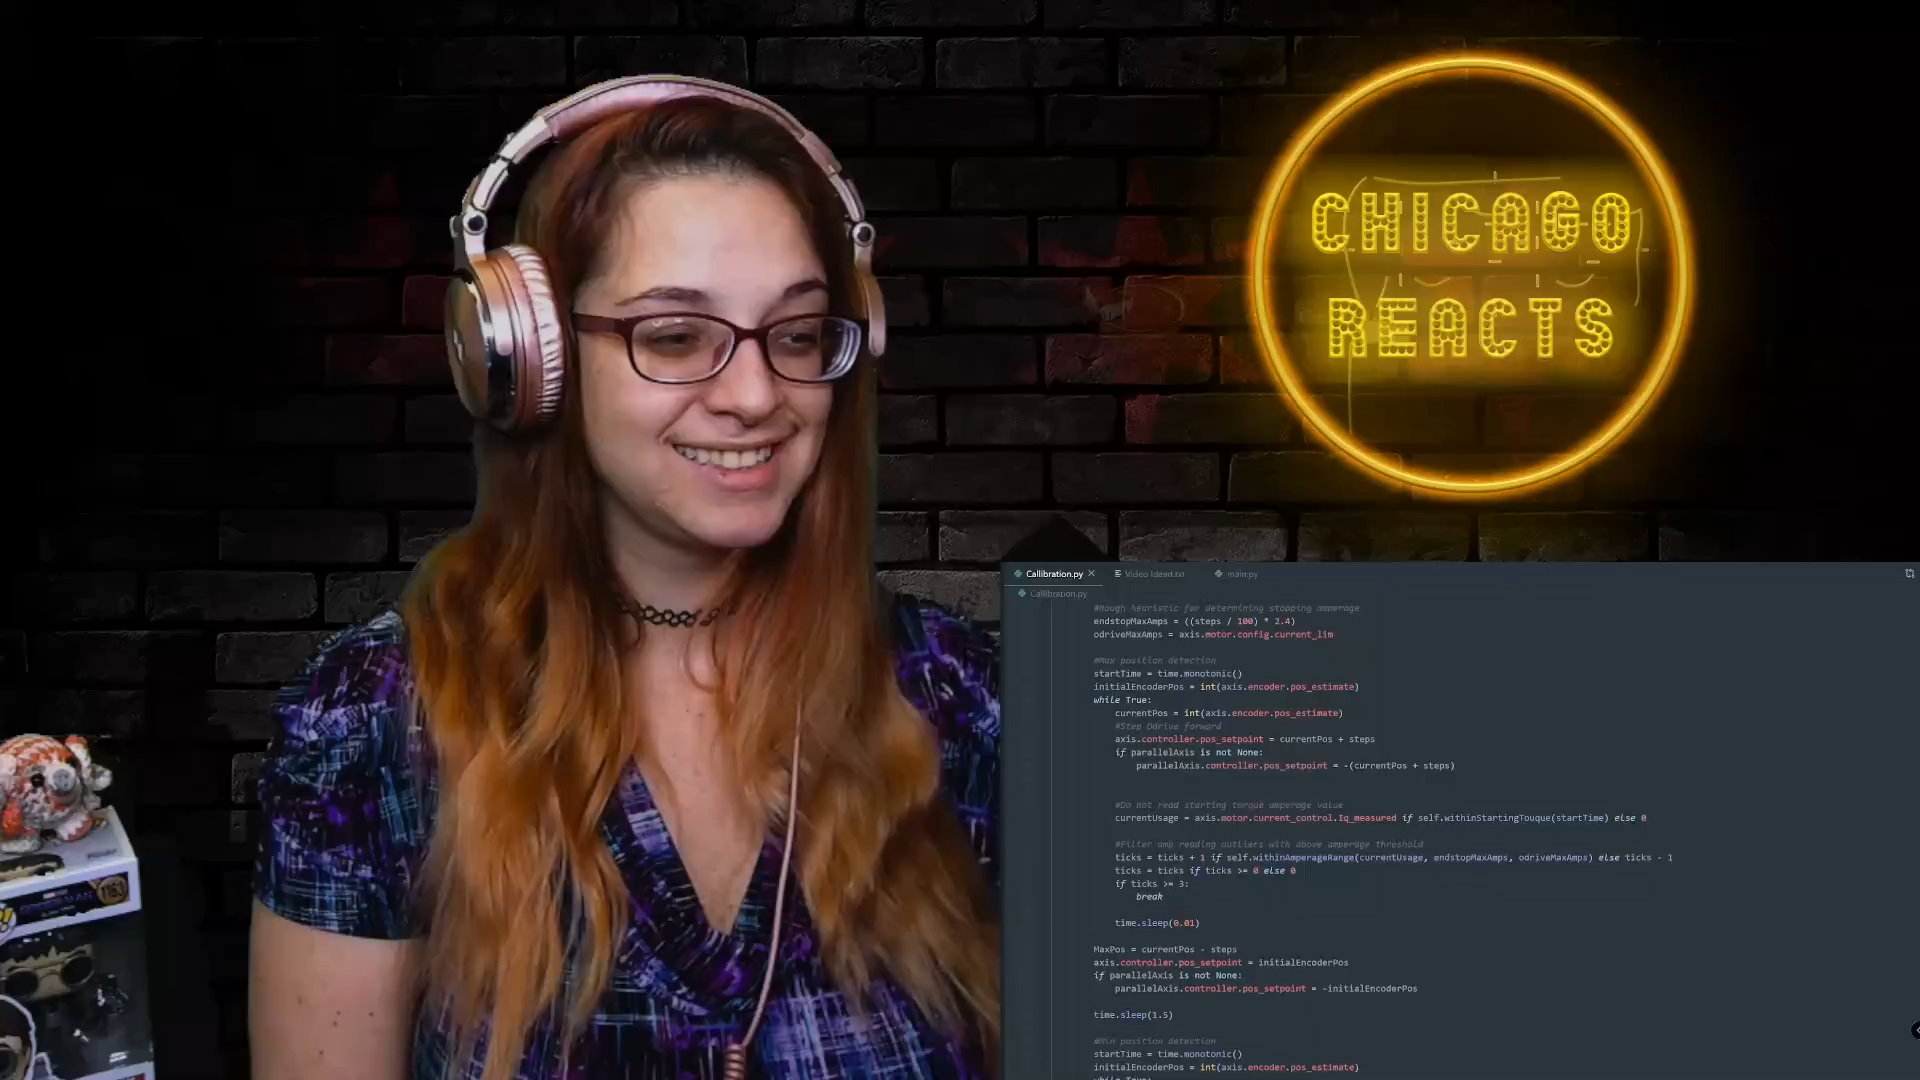 CHICAGO
REACTS
Callibration.py
Video Idead.txt
main.py
Callibration.py
#Rough heuristic for determining stopping ammperage
endstopMaxAmps = ((steps / 100) * 2.4)
odriveMaxAmps = axis.motor.config.current_lim
#Max position detection
startTime = time.monotonic()
initialEncoderPos = int(axis.encoder.pos_estimate)
while True:
currentPos = int(axis.encoder.pos_estimate)
#Step Odrive forward
axis.controller.pos_setpoint = currentPos + steps
if parallelAxis is not None:
parallelAxis.controller.pos_setpoint = -(currentPos + steps)
#Do not read starting torque amperage value
currentUsage = axis.motor.current_control.Iq_measured if self.withinStartingTouque(startTime) else 0
#Filter amp reading outliers with above amperage threshold
ticks = ticks + 1 if self.withinAmperageRange(currentUsage, endstopMaxAmps, odriveMaxAmps) else ticks - 1
ticks = ticks if ticks >= 0 else 0
if ticks >= 3:
break
time.sleep(0.01)
MaxPos = currentPos - steps
axis.controller.pos_setpoint = initialEncoderPos
if parallelAxis is not None:
parallelAxis.controller.pos_setpoint = -initialEncoderPos
time.sleep(1.5)
#Min position detection
startTime = time.monotonic()
initialEncoderPos = int(axis.encoder.pos_estimate)
while True:
1163